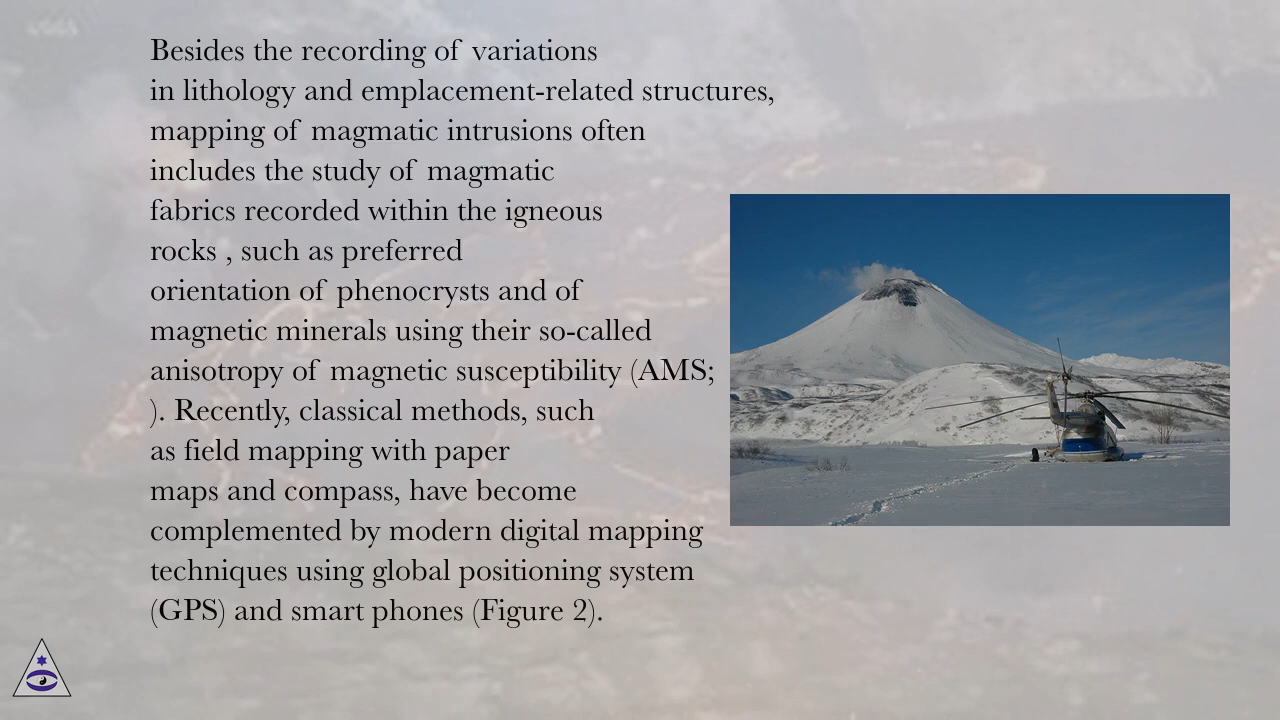 Besides the recording of variations
in lithology and emplacement-related structures,
mapping of magmatic intrusions often
includes the study of magmatic
fabrics recorded within the igneous
rocks , such as preferred
orientation of phenocrysts and of
magnetic minerals using their so-called
anisotropy of magnetic susceptibility (AMS;
). Recently, classical methods, such
as field mapping with paper
maps and compass, have become
complemented by modern digital mapping
techniques using global positioning system
(GPS) and smart phones (Figure 2).